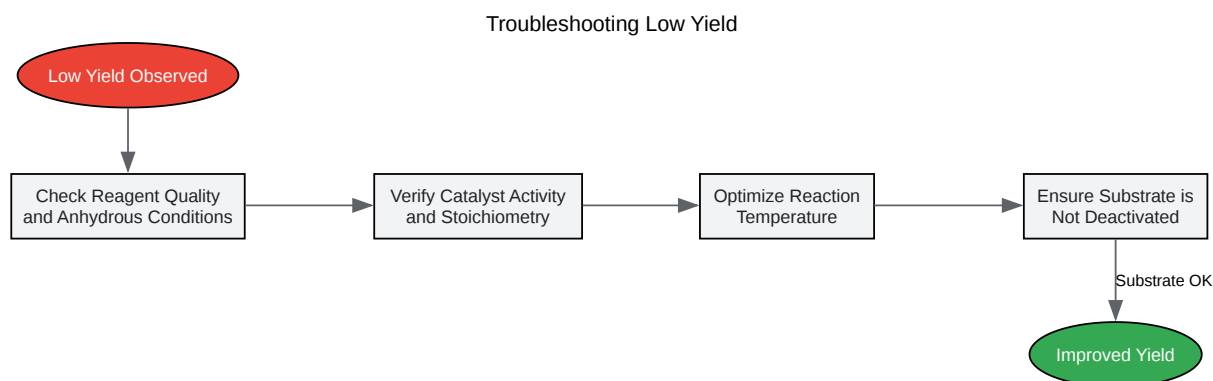 Troubleshooting Low Yield
Low Yield Observed
Check Reagent Quality
and Anhydrous Conditions
Verify Catalyst Activity
and Stoichiometry
Optimize Reaction
Temperature
Ensure Substrate is
Not Deactivated
Substrate OK
Improved Yield